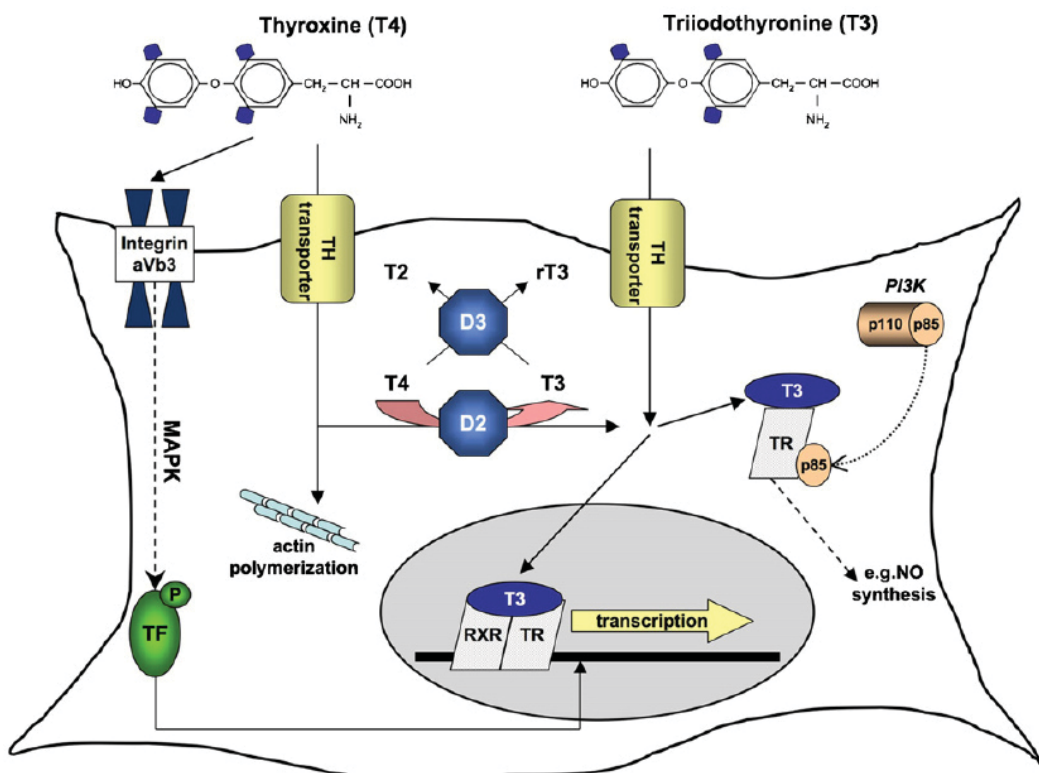 Thyroxine (T4)
Triiodothyronine (T3)
HO
O
CH2
CH
COOH
NH2
HO
O
CH2
CH
COOH
NH2
Integrin
aVb3
TH
transporter
TH
transporter
T2
rT3
D3
PI3K
p110
p85
T4
T3
D2
T3
TR
p85
MAPK
actin
polymerization
e.g.NO
synthesis
P
TF
T3
RXR
TR
transcription